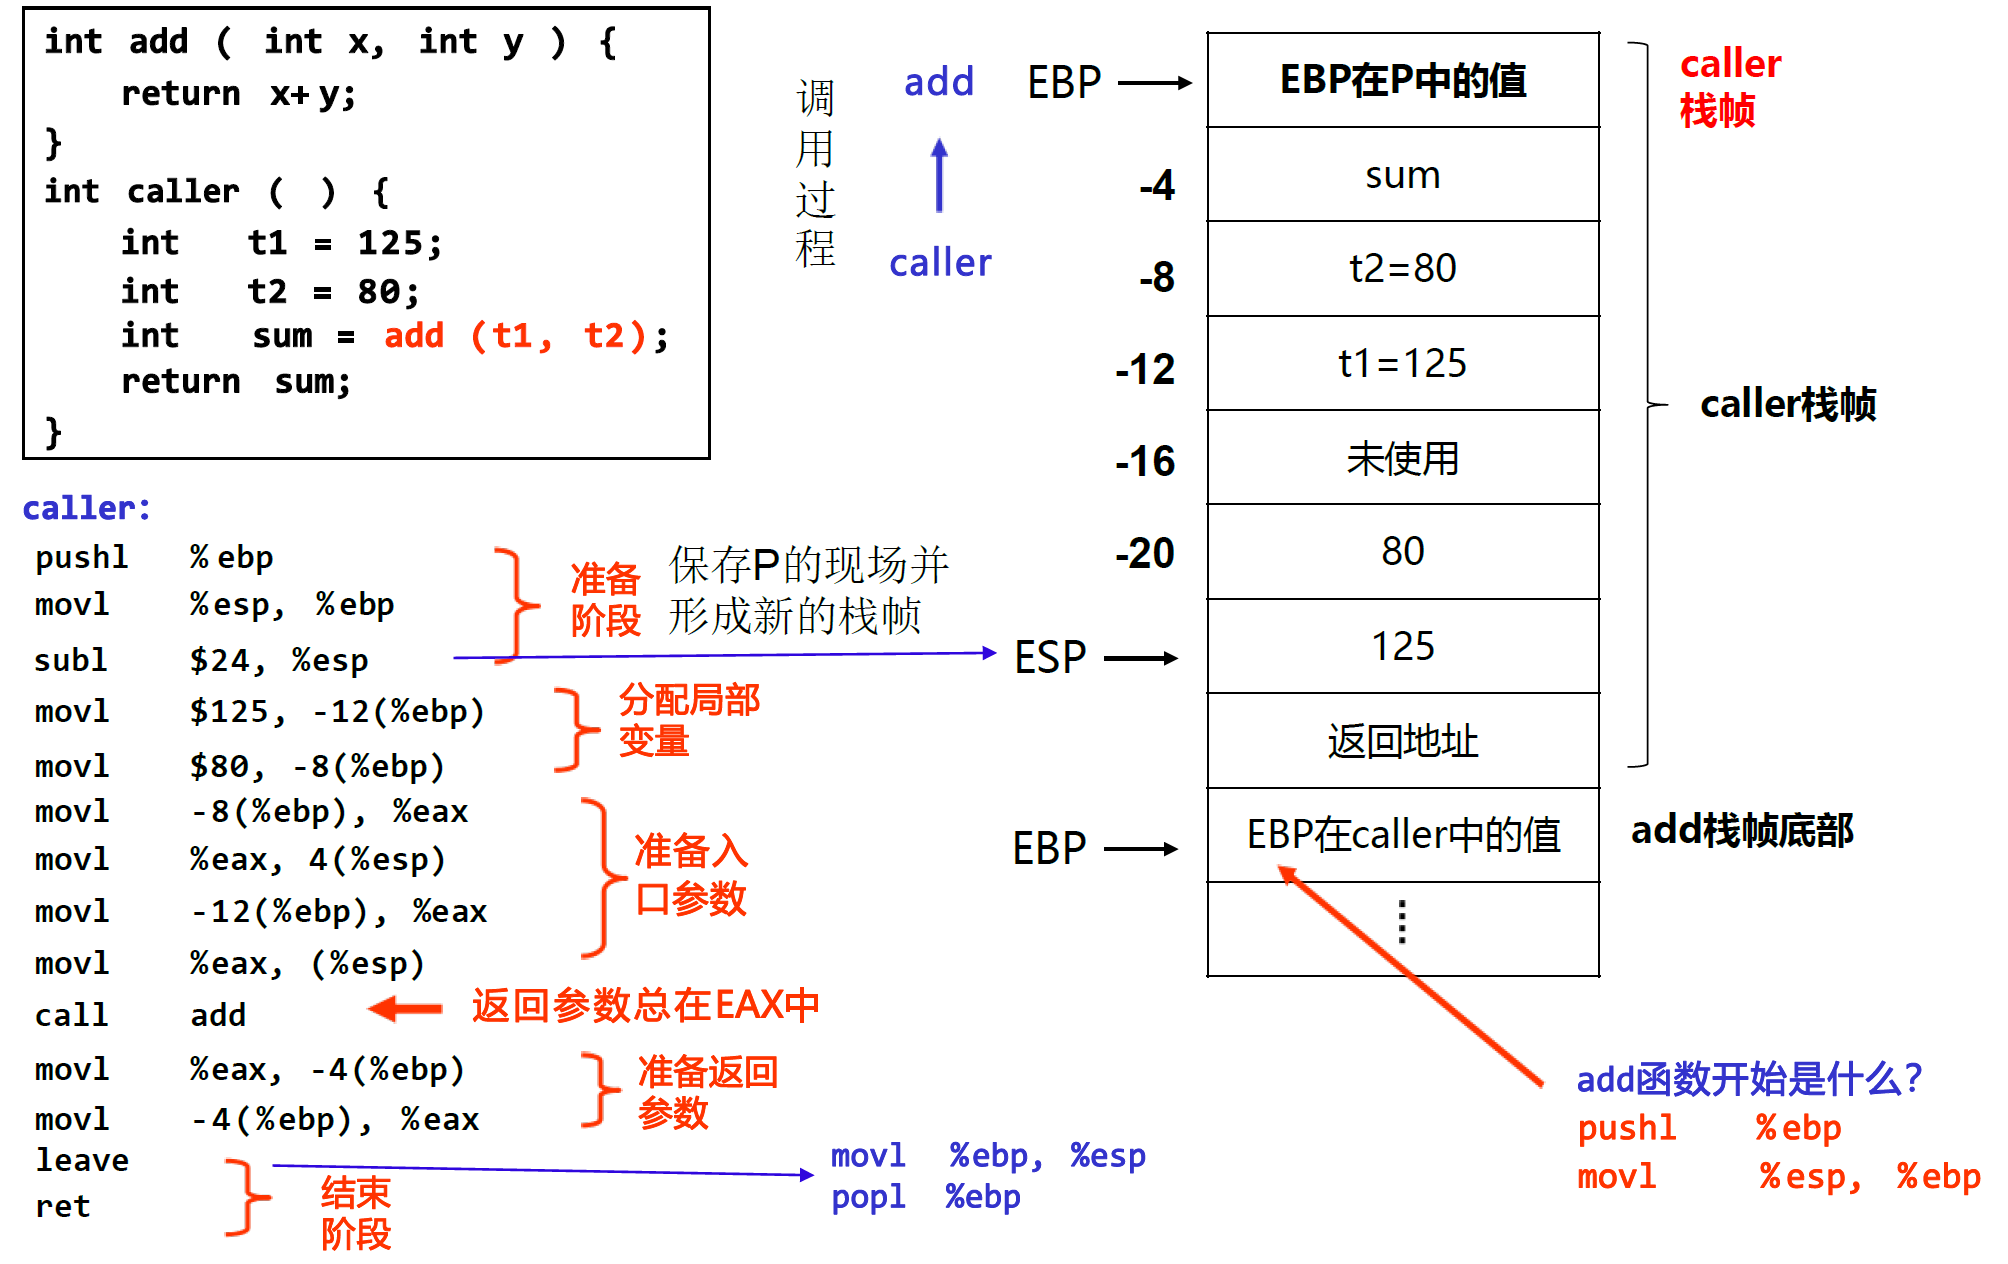 int add ( int x, int y ) {
return x+y;
}
int caller ( ) {
int t1 = 125;
int t2 = 80;
int sum = add (t1, t2);
return sum;
}
调用过程
add
caller
caller:
pushl %ebp
movl %esp, %ebp
subl $24, %esp
movl $125, -12(%ebp)
movl $80, -8(%ebp)
movl -8(%ebp), %eax
movl %eax, 4(%esp)
movl -12(%ebp), %eax
movl %eax, (%esp)
call add
movl %eax, -4(%ebp)
movl -4(%ebp), %eax
leave
ret
准备
阶段
保存P的现场并
形成新的栈帧
分配局部
变量
准备入
口参数
返回参数总在EAX中
准备返回
参数
结束
阶段
movl %ebp, %esp
popl %ebp
EBP
EBP在P中的值
-4
sum
-8
t2=80
-12
t1=125
-16
未使用
-20
80
ESP
125
返回地址
EBP
EBP在caller中的值
caller
栈帧
caller栈帧
add栈帧底部
add函数开始是什么？
pushl %ebp
movl %esp, %ebp